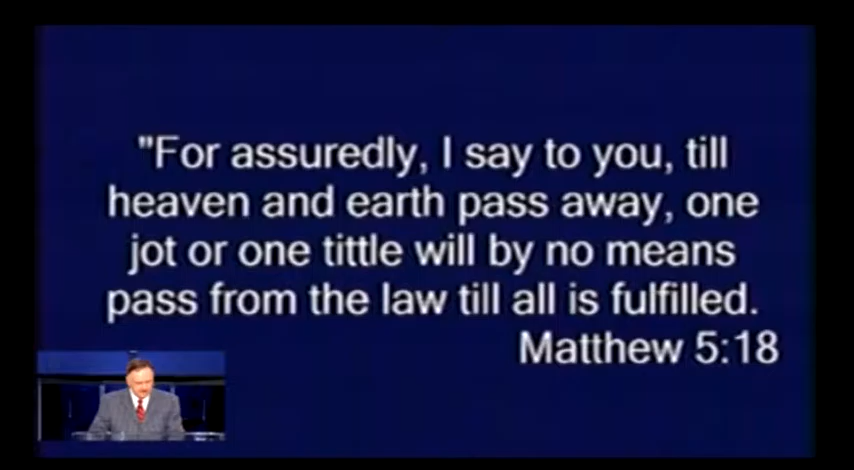 "For assuredly, I say to you, till
heaven and earth pass away, one
jot or one tittle will by no means
pass from the law till all is fulfilled.
Matthew 5:18